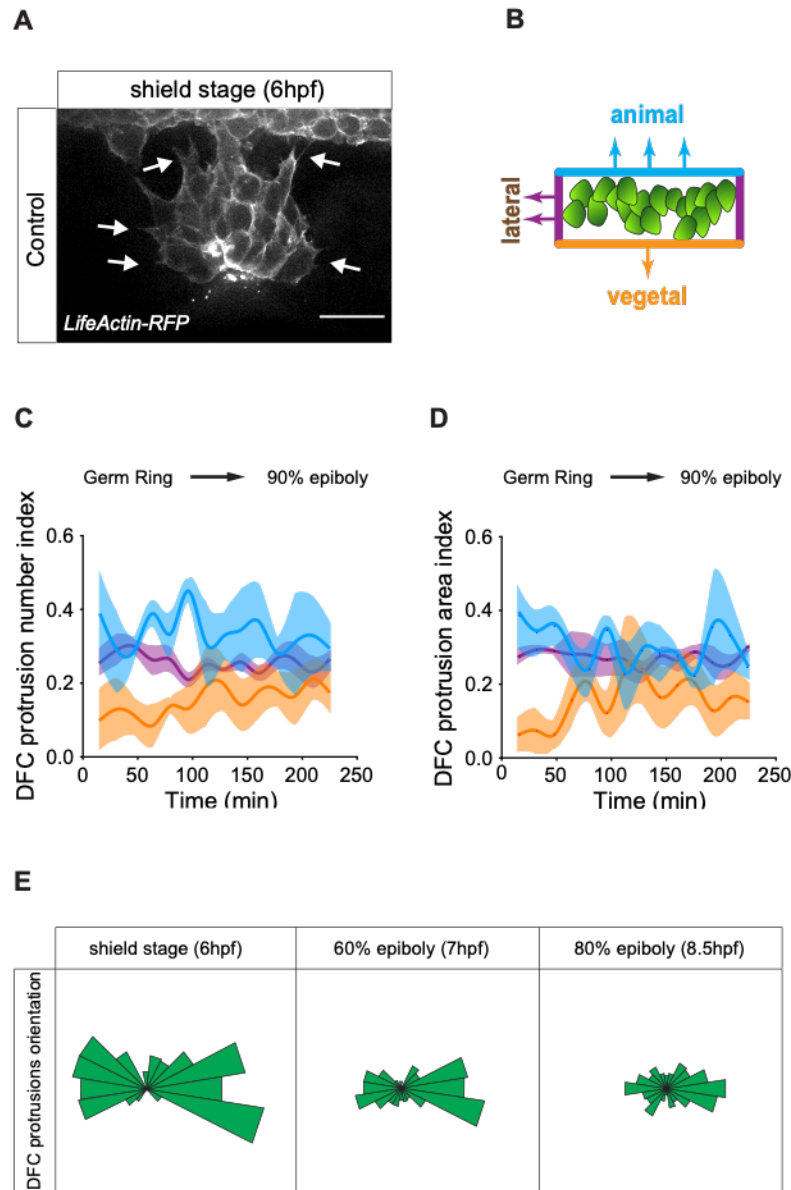 A
shield stage (6hpf)
Control
LifeActin-RFP
B
animal
lateral
vegetal
C
Germ Ring → 90% epiboly
DFC protrusion number index
0.6
0.4
0.2
0.0
0 50 100 150 200 250
Time (min)
D
Germ Ring → 90% epiboly
DFC protrusion area index
0.6
0.4
0.2
0.0
0 50 100 150 200 250
Time (min)
E
shield stage (6hpf) 60% epiboly (7hpf) 80% epiboly (8.5hpf)
DFC protrusions orientation